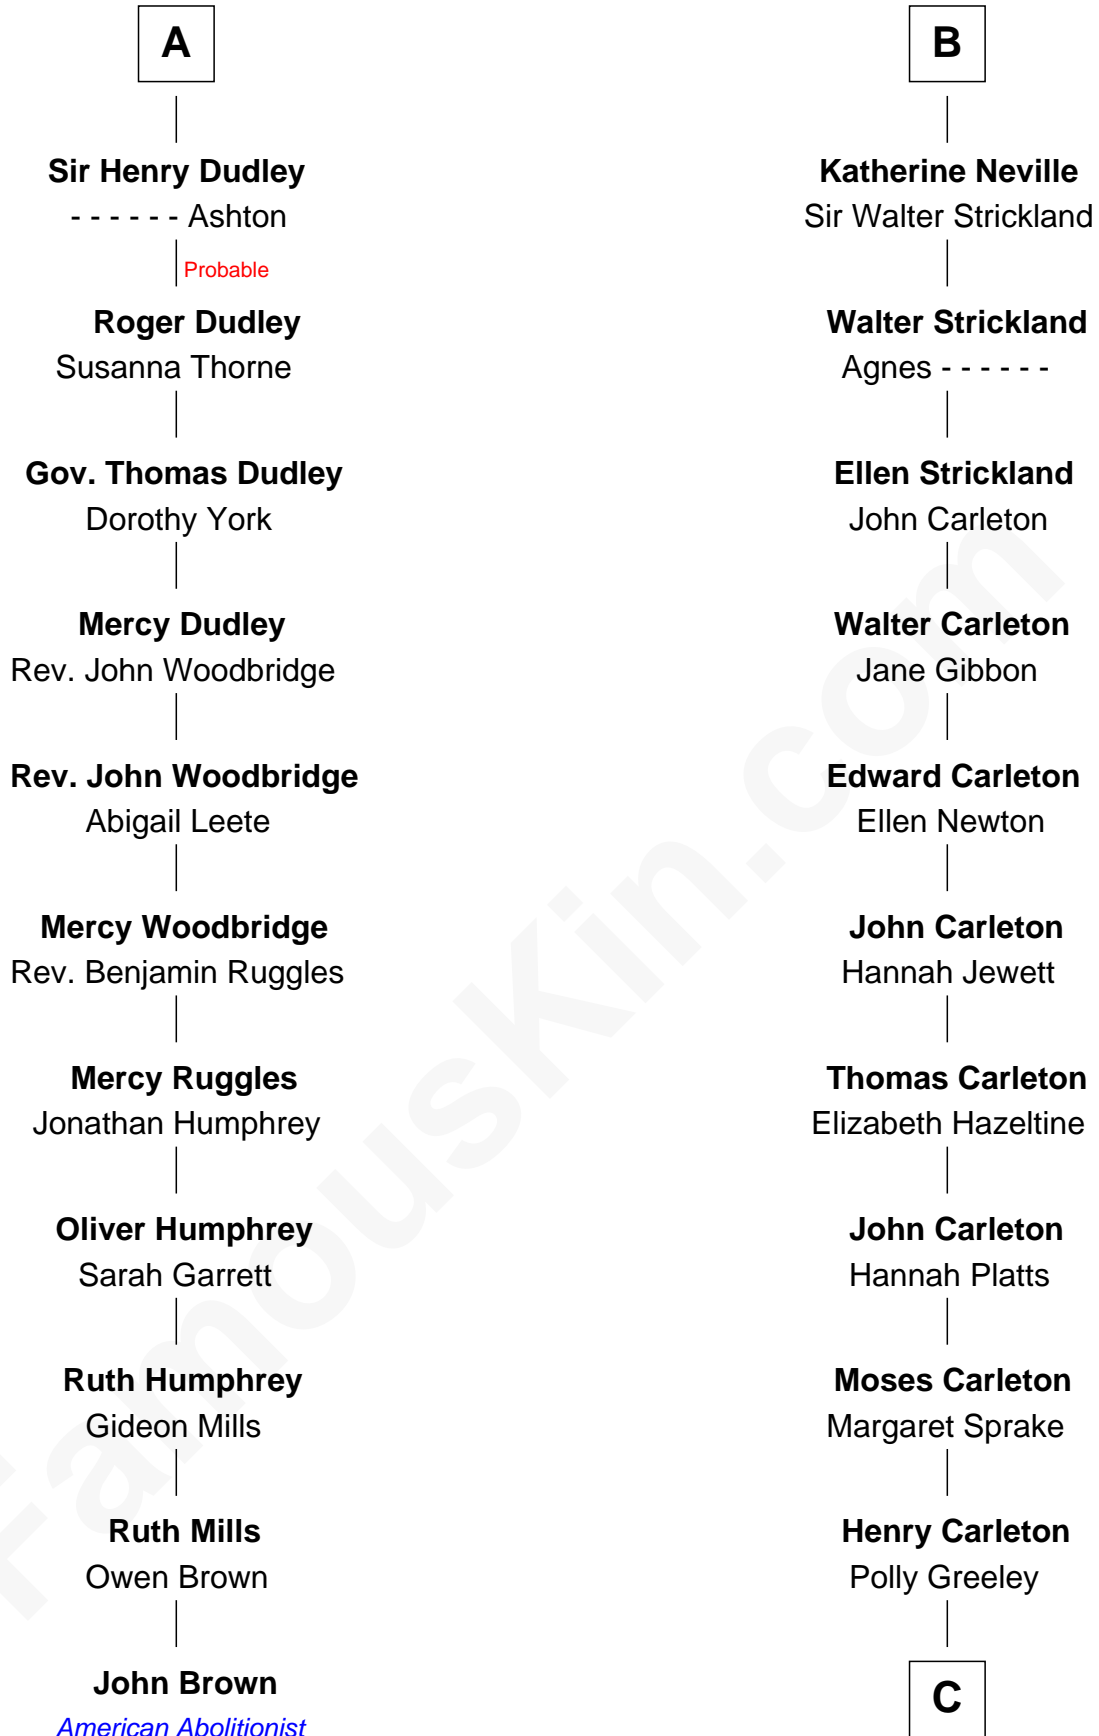 A
Sir Henry Dudley
- - - - - - Ashton
Probable
Roger Dudley
Susanna Thorne
Gov. Thomas Dudley
Dorothy York
Mercy Dudley
Rev. John Woodbridge
Rev. John Woodbridge
Abigail Leete
Mercy Woodbridge
Rev. Benjamin Ruggles
Mercy Ruggles
Jonathan Humphrey
Oliver Humphrey
Sarah Garrett
Ruth Humphrey
Gideon Mills
Ruth Mills
Owen Brown
John Brown
American Abolitionist
B
Katherine Neville
Sir Walter Strickland
Walter Strickland
Agnes - - - - - -
Ellen Strickland
John Carleton
Walter Carleton
Jane Gibbon
Edward Carleton
Ellen Newton
John Carleton
Hannah Jewett
Thomas Carleton
Elizabeth Hazeltine
John Carleton
Hannah Platts
Moses Carleton
Margaret Sprake
Henry Carleton
Polly Greeley
C
FamousKin.com